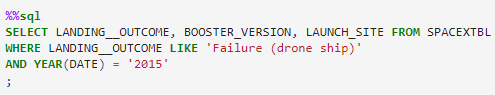 %%sql
SELECT LANDING__OUTCOME, BOOSTER_VERSION, LAUNCH_SITE FROM SPACEXTBL
WHERE LANDING__OUTCOME LIKE 'Failure (drone ship)'
AND YEAR(DATE) = '2015'
;